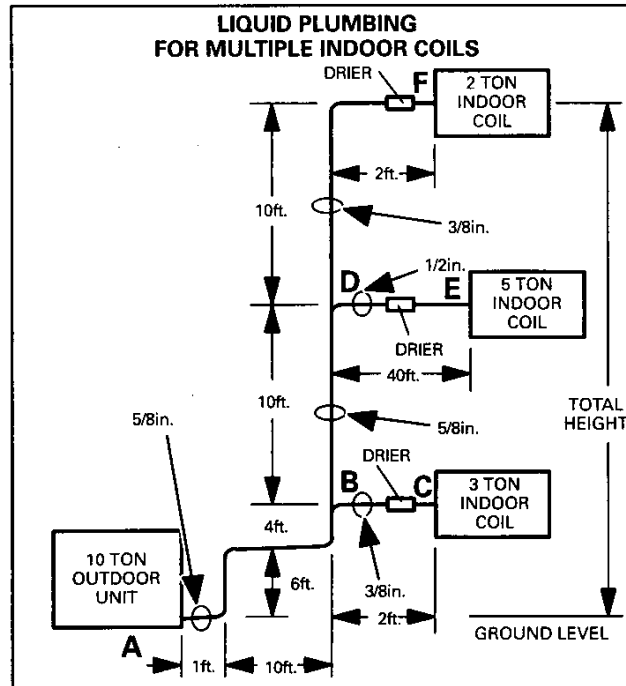 LIQUID PLUMBING
FOR MULTIPLE INDOOR COILS
DRIER
F
2 TON
INDOOR
COIL
2ft.
10ft.
3/8in.
1/2in.
D
E
5 TON
INDOOR
COIL
DRIER
40ft.
10ft.
TOTAL
HEIGHT
5/8in.
5/8in.
DRIER
B
C
3 TON
INDOOR
COIL
4ft.
10 TON
OUTDOOR
UNIT
6ft.
3/8in.
2ft.
GROUND LEVEL
A
1ft.
10ft.